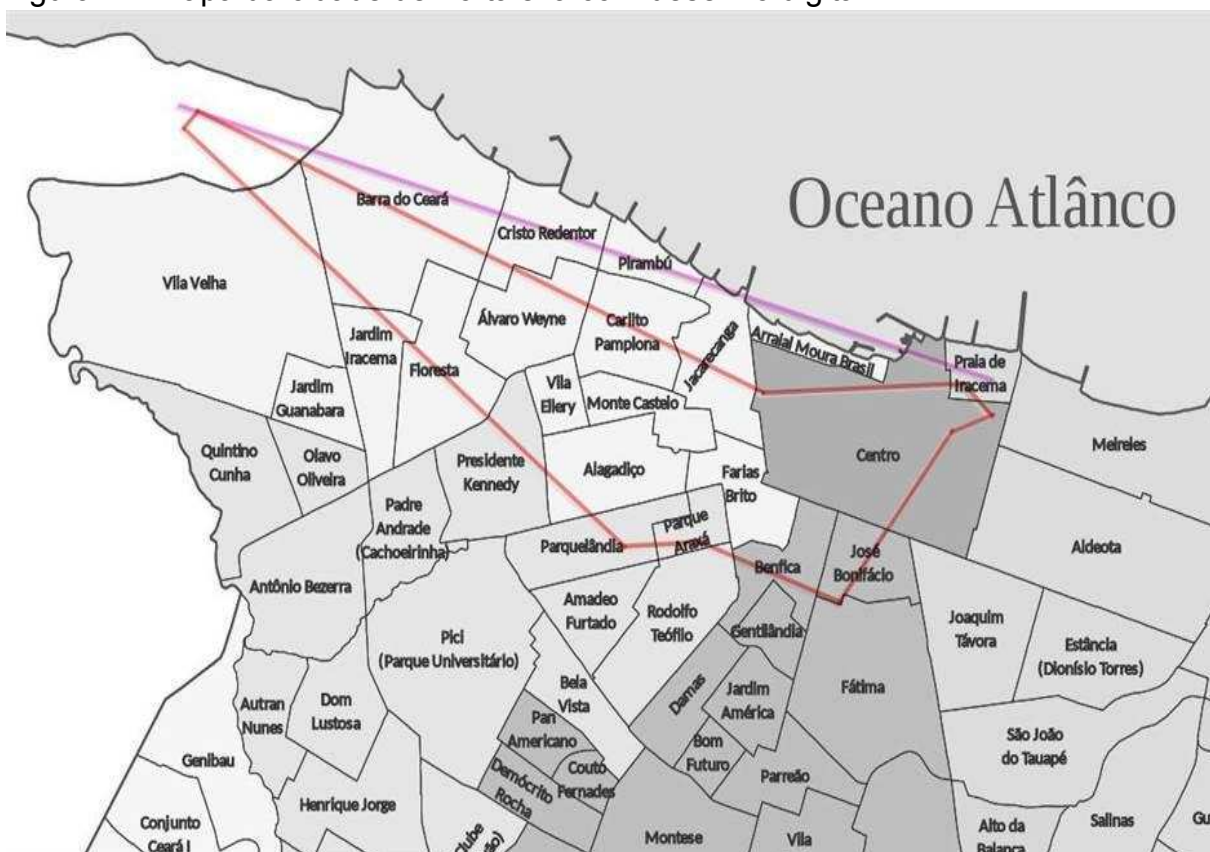 Oceano Atlânco
Barra do Ceará
Cristo Redentor
Pirambú
Vila Velha
Álvaro Weyne
Carlito
Pamplona
Jacarecanga
Arraial Moura Brasil
Praia de
Iracema
Jardim
Iracema
Floresta
Vila
Ellery
Monte Castelo
Jardim
Guanabara
Quintino
Cunha
Olavo
Oliveira
Presidente
Kennedy
Alagadiço
Farias
Brito
Centro
Meireles
Padre
Andrade
(Cachoeirinha)
Parquelândia
Parque
Araxá
Benfica
José
Bonifácio
Aldeota
Antônio Bezerra
Amadeo
Furtado
Rodolfo
Teófilo
Gentilândia
Joaquim
Távora
Estância
(Dionísio Torres)
Pici
(Parque Universitário)
Bela
Vista
Damas
Jardim
América
Fátima
Autran
Nunes
Dom
Lustosa
Pan
Americano
Bom
Futuro
São João
do Tauapé
Genibau
Demócrito
Rocha
Coutó
Fernades
Parreão
Henrique Jorge
Conjunto
Ceará I
Montese
Vila
Alto da
Balança
Salinas
Gu